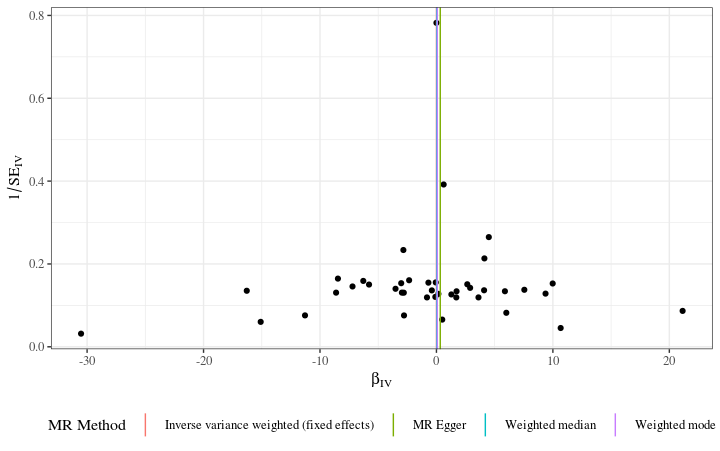 0.8
0.6
0.4
0.2
0.0
1/SE_IV
-30 -20 -10 0 10 20
β_IV
MR Method Inverse variance weighted (fixed effects) MR Egger Weighted median Weighted mode